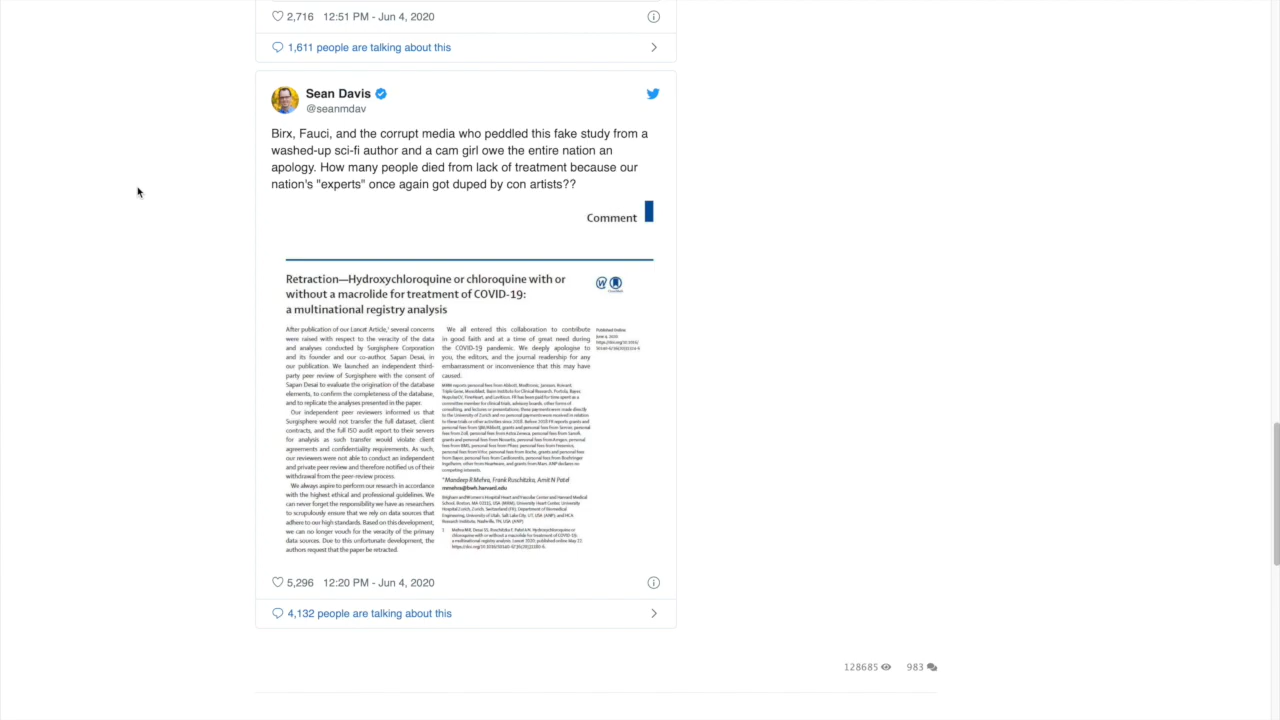 2,716 12:51 PM - Jun 4, 2020
1,611 people are talking about this
Sean Davis
@seanmdav
Birx, Fauci, and the corrupt media who peddled this fake study from a
washed-up sci-fi author and a cam girl owe the entire nation an
apology. How many people died from lack of treatment because our
nation's "experts" once again got duped by con artists??
Comment
Retraction—Hydroxychloroquine or chloroquine with or
without a macrolide for treatment of COVID-19:
a multinational registry analysis
After publication of our Lancet Article,¹ several concerns
were raised with respect to the veracity of the data
and analyses conducted by Surgisphere Corporation
and its founder and our co-author, Sapan Desai, in
our publication. We launched an independent third-
party peer review of Surgisphere with the consent of
Sapan Desai to evaluate the origination of the database
elements, to confirm the completeness of the database,
and to replicate the analyses presented in the paper.
Our independent peer reviewers informed us that
Surgisphere would not transfer the full dataset, client
contracts, and the full ISO audit report to their servers
for analysis as such transfer would violate client
agreements and confidentiality requirements. As such,
our reviewers were not able to conduct an independent
and private peer review and therefore notified us of their
withdrawal from the peer-review process.
We always aspire to perform our research in accordance
with the highest ethical and professional guidelines. We
can never forget the responsibility we have as researchers
to scrupulously ensure that we rely on data sources that
adhere to our high standards. Based on this development,
we can no longer vouch for the veracity of the primary
data sources. Due to this unfortunate development, the
authors request that the paper be retracted.
We all entered this collaboration to contribute
in good faith and at a time of great need during
the COVID-19 pandemic. We deeply apologise to
you, the editors, and the journal readership for any
embarrassment or inconvenience that this may have
caused.
*Mandeep R Mehra, Frank Ruschitzka, Amit N Patel
mmehra@bwh.harvard.edu
Published Online
June 4, 2020
5,296 12:20 PM - Jun 4, 2020
4,132 people are talking about this
128685 983